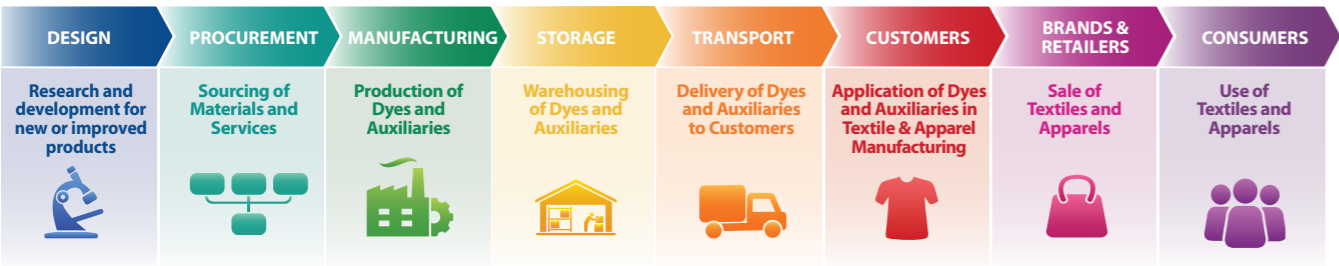 DESIGN
PROCUREMENT
MANUFACTURING
STORAGE
TRANSPORT
CUSTOMERS
BRANDS &
RETAILERS
CONSUMERS
Research and
development for
new or improved
products
Sourcing of
Materials and
Services
Production of
Dyes and
Auxiliaries
Warehousing
of Dyes and
Auxiliaries
Delivery of Dyes
and Auxiliaries
to Customers
Application of Dyes
and Auxiliaries in
Textile & Apparel
Manufacturing
Sale of
Textiles and
Apparels
Use of
Textiles and
Apparels